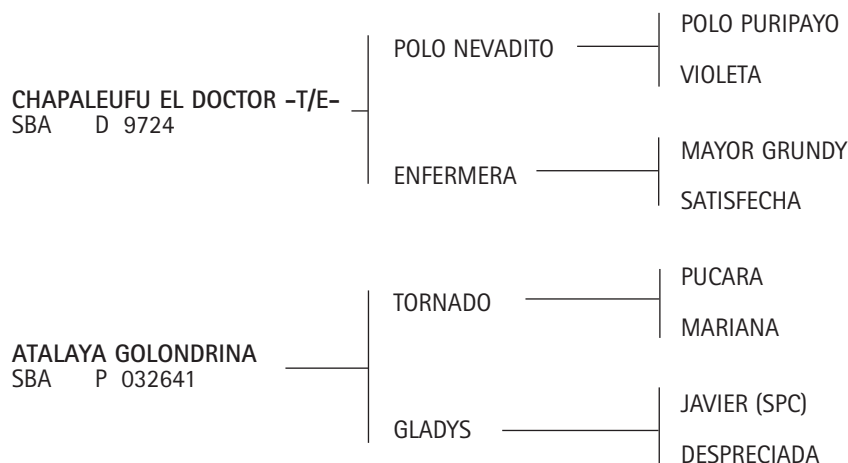 POLO PURIPAYO
POLO NEVADITO
VIOLETA
CHAPALEUFU EL DOCTOR –T/E–
SBA D 9724
MAYOR GRUNDY
ENFERMERA
SATISFECHA
PUCARA
TORNADO
MARIANA
ATALAYA GOLONDRINA
SBA P 032641
JAVIER (SPC)
GLADYS
DESPRECIADA